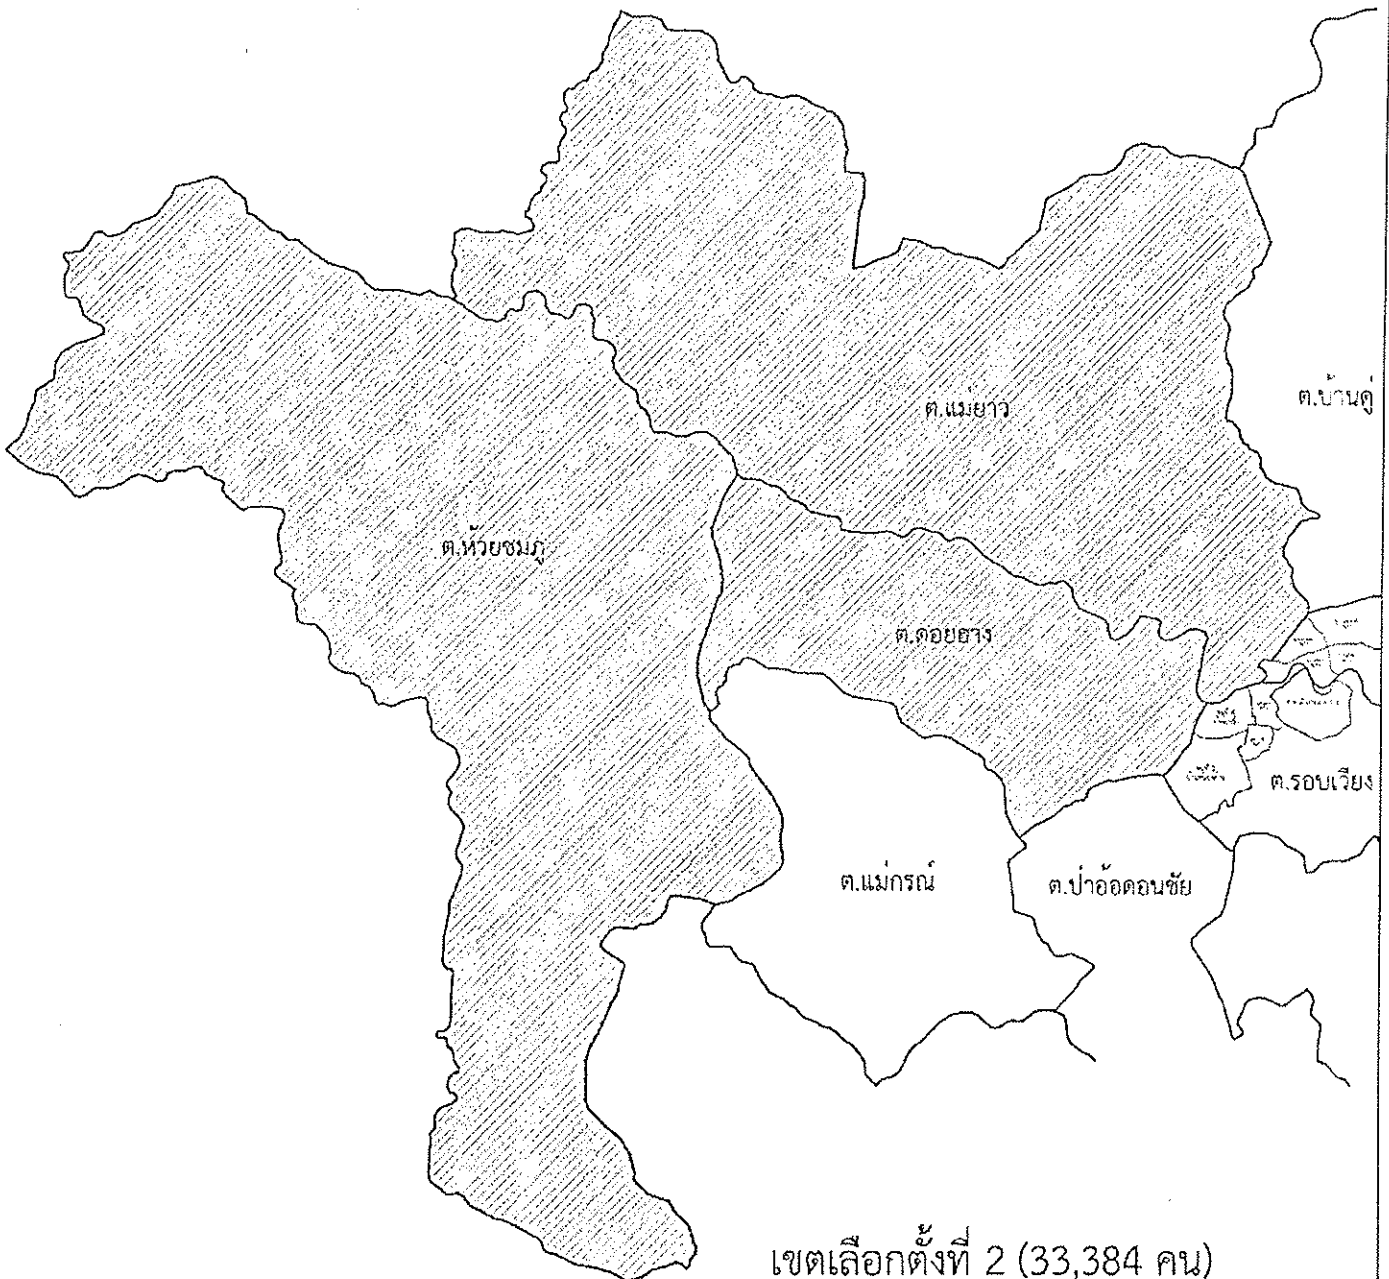 ต.แม่ยาว
ต.บ้านดู่
ต.ห้วยชมภู
ต.ดอยฮาง
ต.รอบเวียง
ต.แม่กรณ์
ต.ป่าอ้อดอนชัย
เขตเลือกตั้งที่ 2 (33,384 คน)